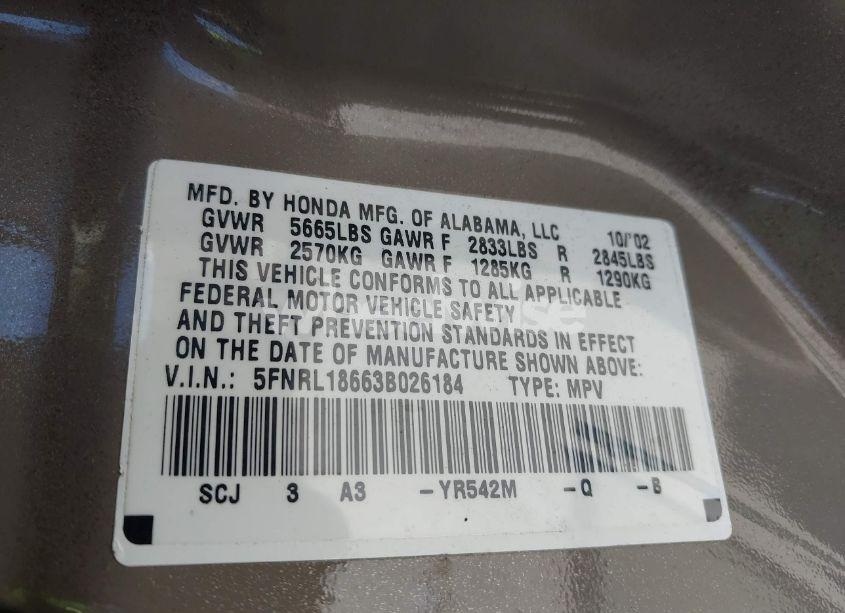 MFD. BY HONDA MFG. OF ALABAMA, LLC 10/'02
GVWR 5665LBS GAWR F 2833LBS R 2845LBS
GVWR 2570KG GAWR F 1285KG R 1290KG
THIS VEHICLE CONFORMS TO ALL APPLICABLE
FEDERAL MOTOR VEHICLE SAFETY
AND THEFT PREVENTION STANDARDS IN EFFECT
ON THE DATE OF MANUFACTURE SHOWN ABOVE:
V.I.N.: 5FNRL18663B026184 TYPE: MPV
SCJ 3 A3 -YR542M -Q -B